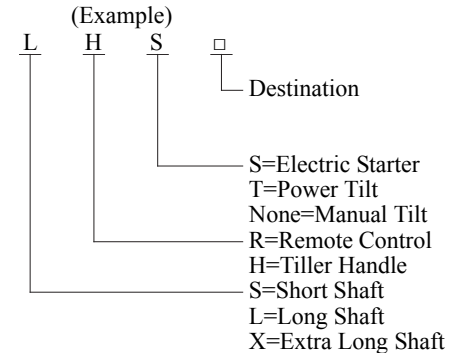 (Example)
L H S □
Destination
S=Electric Starter
T=Power Tilt
None=Manual Tilt
R=Remote Control
H=Tiller Handle
S=Short Shaft
L=Long Shaft
X=Extra Long Shaft